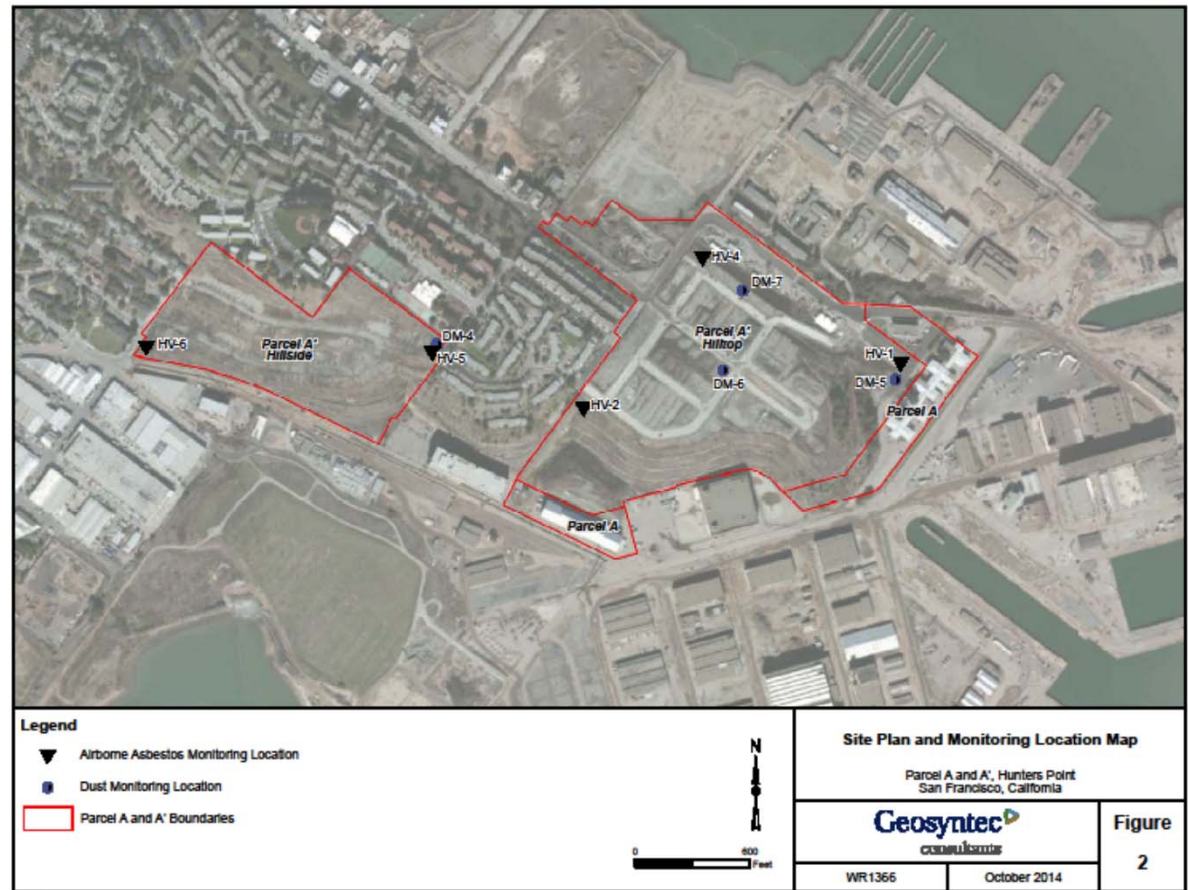 HV-4
DM-7
Parcel A'
Hilltop
DM-6
HV-1
DM-5
Parcel A
HV-2
Parcel A
DM-4
HV-5
HV-6
Parcel A'
Hillside
Legend
Airborne Asbestos Monitoring Location
Dust Monitoring Location
Parcel A and A' Boundaries
N
0
600
Feet
Site Plan and Monitoring Location Map
Parcel A and A', Hunters Point
San Francisco, California
Geosyntec
consultants
WR1366
October 2014
Figure
2